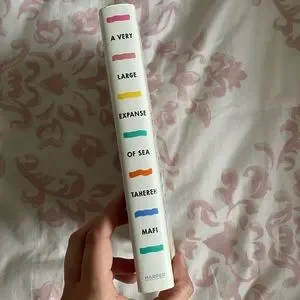 A VERY
LARGE
EXPANSE
OF SEA
TAHEREH
MAFI
HARPER